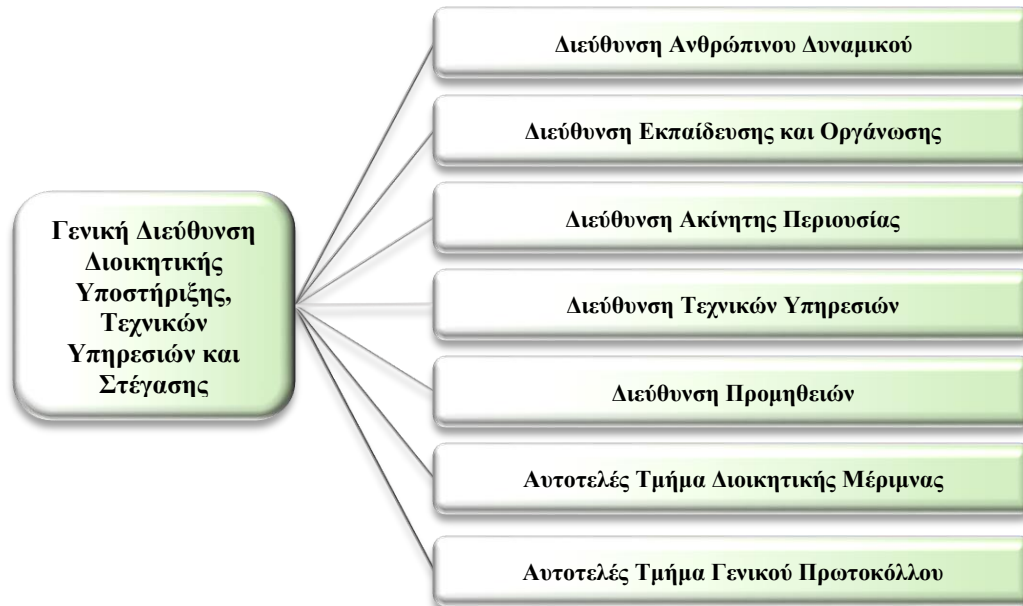 Γενική Διεύθυνση
Διοικητικής
Υποστήριξης,
Τεχνικών
Υπηρεσιών και
Στέγασης
Διεύθυνση Ανθρώπινου Δυναμικού
Διεύθυνση Εκπαίδευσης και Οργάνωσης
Διεύθυνση Ακίνητης Περιουσίας
Διεύθυνση Τεχνικών Υπηρεσιών
Διεύθυνση Προμηθειών
Αυτοτελές Τμήμα Διοικητικής Μέριμνας
Αυτοτελές Τμήμα Γενικού Πρωτοκόλλου